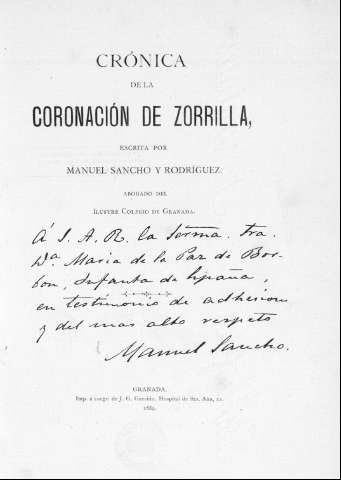 CRÓNICA
DE LA
CORONACIÓN DE ZORRILLA,
ESCRITA POR
MANUEL SANCHO Y RODRÍGUEZ
ABOGADO DEL
ILUSTRE COLEGIO DE GRANADA.
Á S. A. R. la Serma. Sra.
Dª. Maria de la Paz de Bor-
bon, Infanta de España,
en testimonio de adhesion
y del mas alto respeto
Manuel Sancho.
GRANADA.
Imp. á cargo de J. G. Garrido, Hospital de Sta. Ana, 12.
1889.